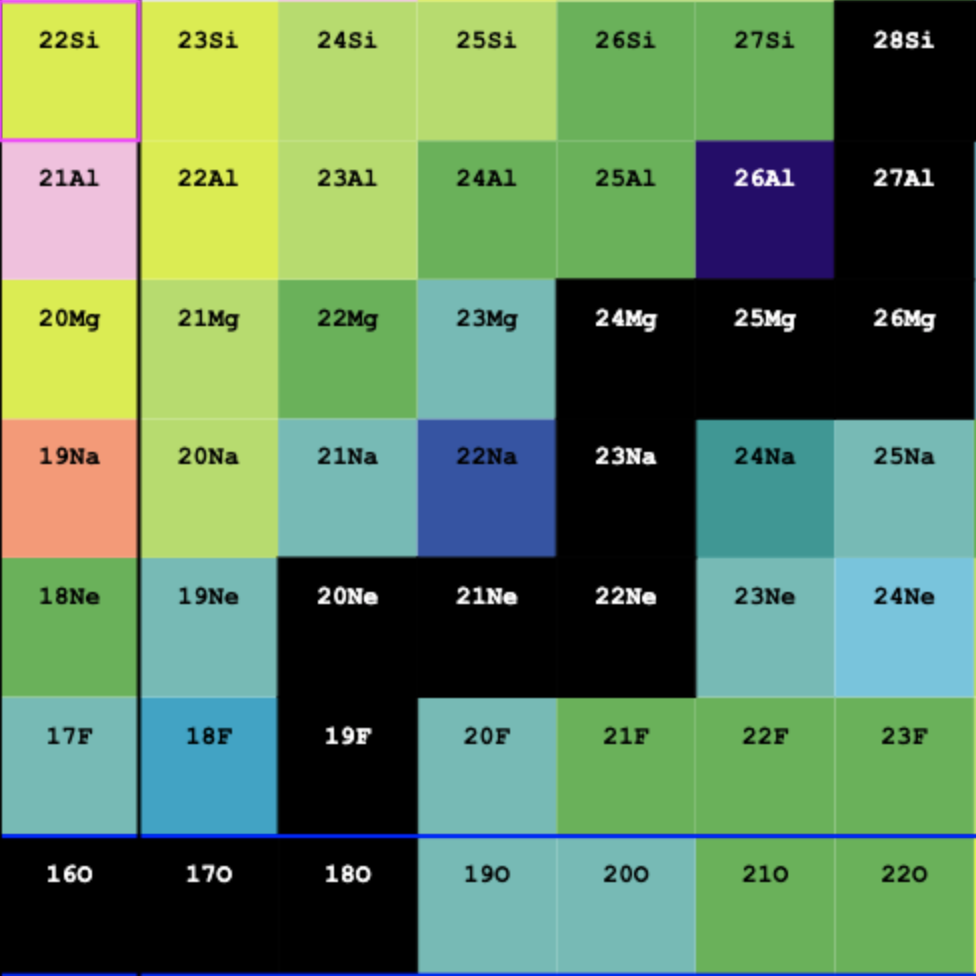 22Si 23Si 24Si 25Si 26Si 27Si 28Si
21Al 22Al 23Al 24Al 25Al 26Al 27Al
20Mg 21Mg 22Mg 23Mg 24Mg 25Mg 26Mg
19Na 20Na 21Na 22Na 23Na 24Na 25Na
18Ne 19Ne 20Ne 21Ne 22Ne 23Ne 24Ne
17F 18F 19F 20F 21F 22F 23F
16O 17O 18O 19O 20O 21O 22O